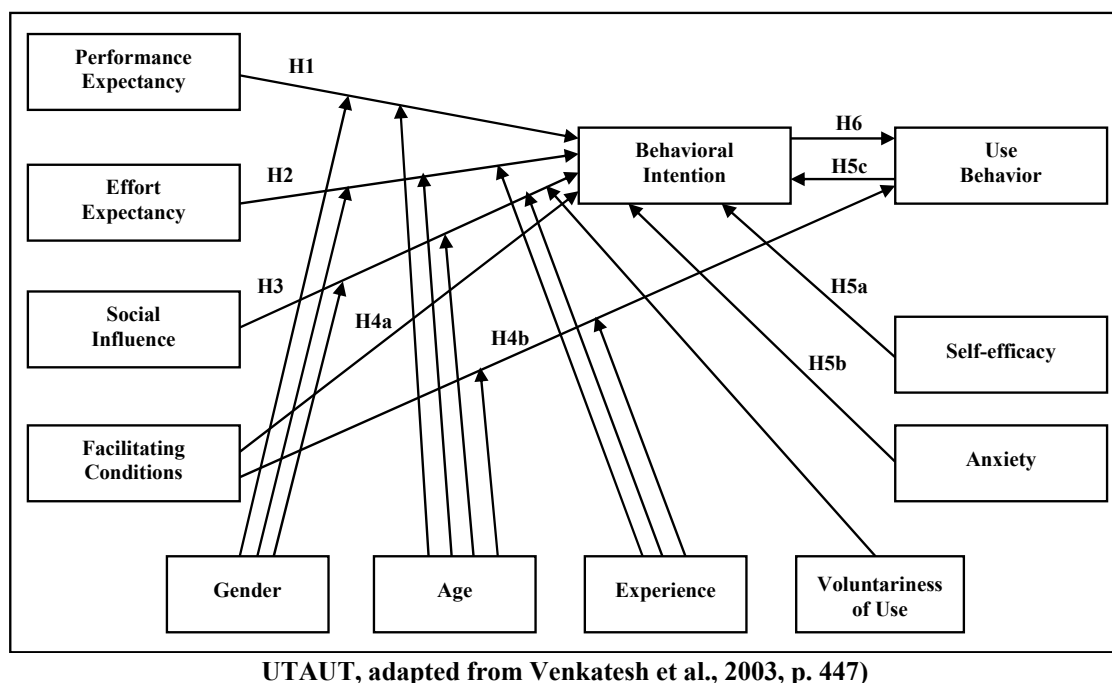 Performance
Expectancy
H1
Behavioral
Intention
H6
H5c
Use
Behavior
Effort
Expectancy
H2
Social
Influence
H3
H4a
H4b
H5a
H5b
Self-efficacy
Facilitating
Conditions
Anxiety
Gender
Age
Experience
Voluntariness
of Use
UTAUT, adapted from Venkatesh et al., 2003, p. 447)